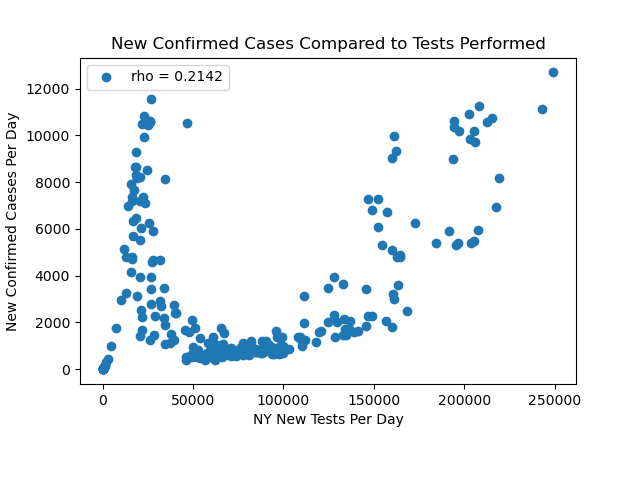 New Confirmed Cases Compared to Tests Performed
rho = 0.2142
New Confirmed Caeses Per Day
12000
10000
8000
6000
4000
2000
0
0 50000 100000 150000 200000 250000
NY New Tests Per Day